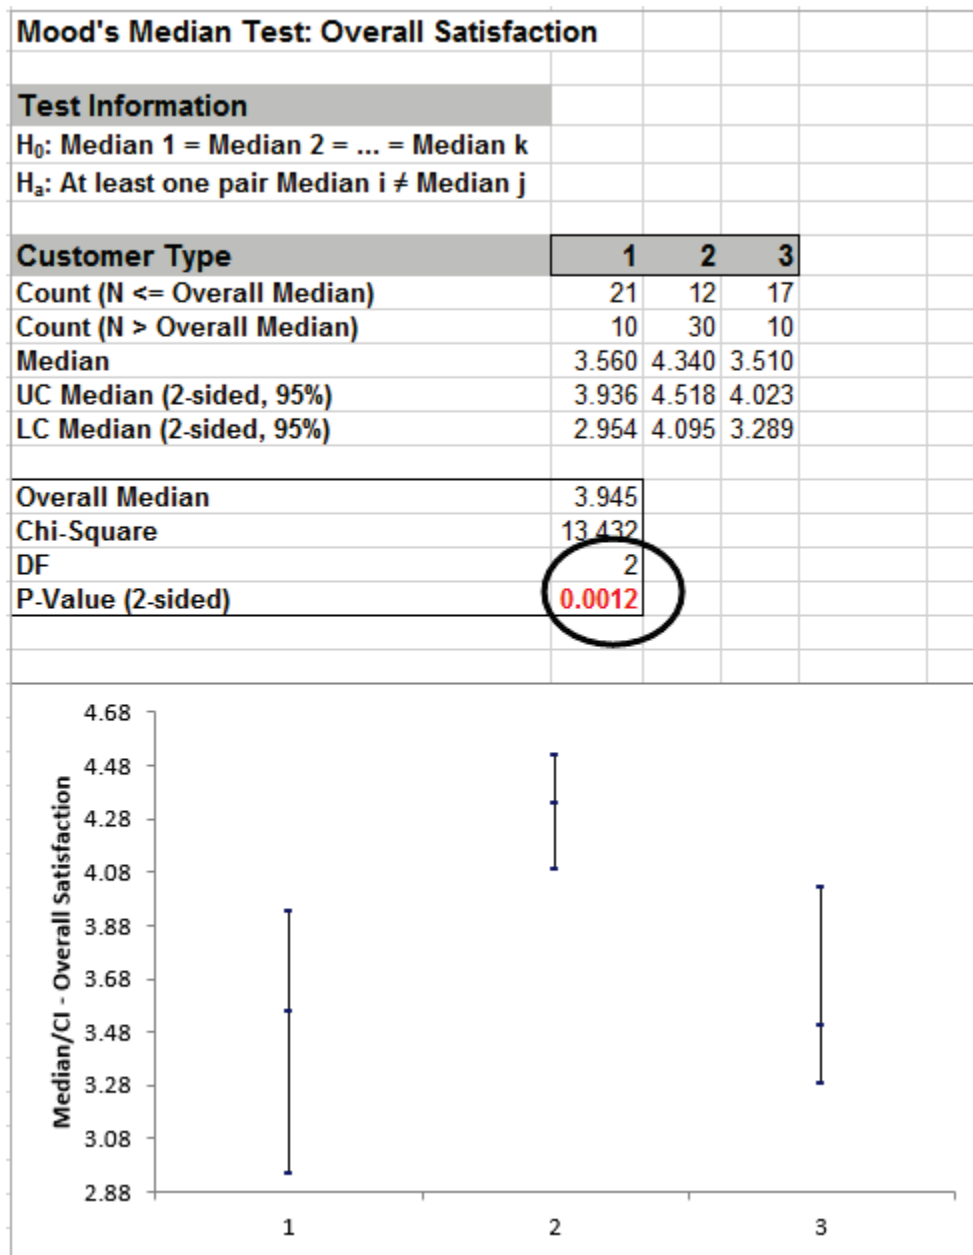 Mood's Median Test: Overall Satisfaction
Test Information
H₀: Median 1 = Median 2 = ... = Median k
Hₐ: At least one pair Median i ≠ Median j
Customer Type 1 2 3
Count (N <= Overall Median) 21 12 17
Count (N > Overall Median) 10 30 10
Median 3.560 4.340 3.510
UC Median (2-sided, 95%) 3.936 4.518 4.023
LC Median (2-sided, 95%) 2.954 4.095 3.289
Overall Median 3.945
Chi-Square 13.432
DF 2
P-Value (2-sided) 0.0012
Median/CI - Overall Satisfaction
4.68
4.48
4.28
4.08
3.88
3.68
3.48
3.28
3.08
2.88
1 2 3